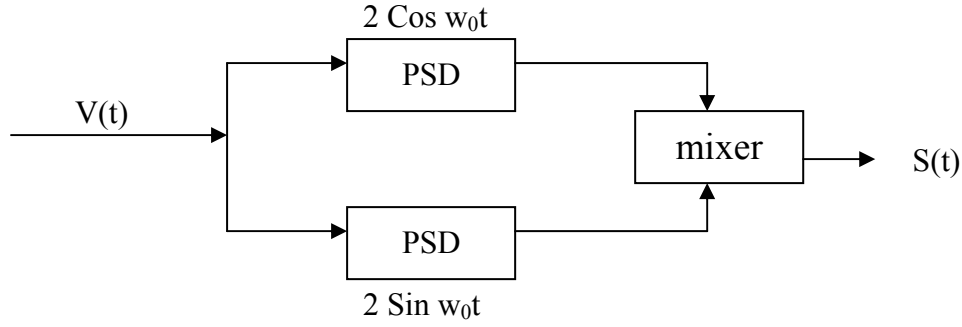 2 Cos w₀t
PSD
V(t)
mixer
S(t)
PSD
2 Sin w₀t